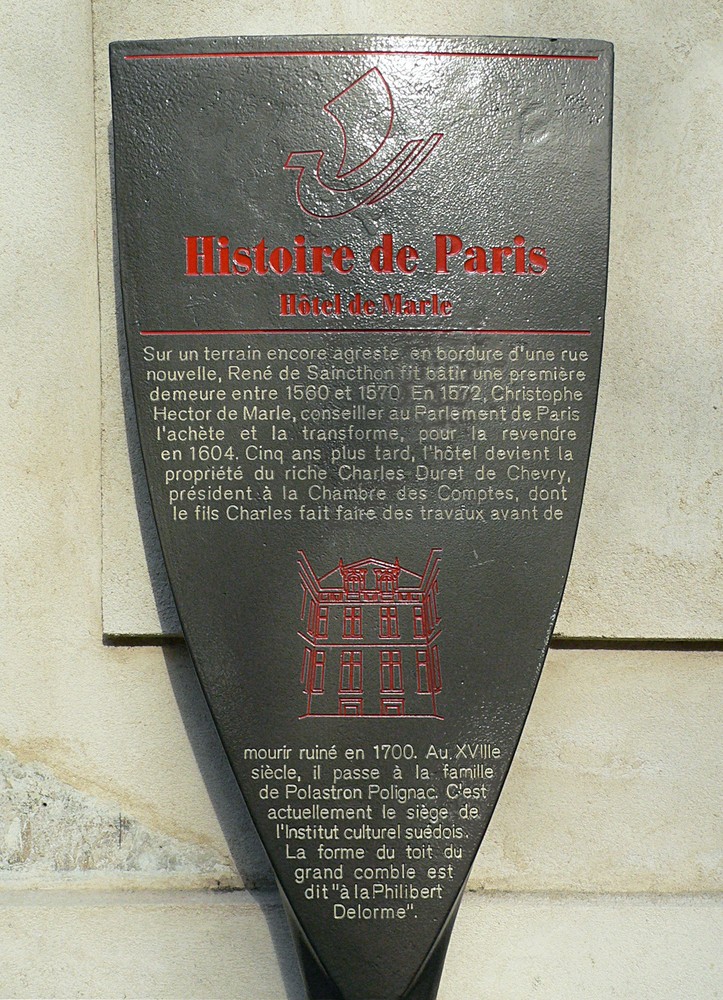 Histoire de Paris
Hôtel de Marle
Sur un terrain encore agreste, en bordure d'une rue
nouvelle, René de Saincthon fit bâtir une première
demeure entre 1560 et 1570. En 1572, Christophe
Hector de Marle, conseiller au Parlement de Paris
l'achète et la transforme, pour la revendre
en 1604. Cinq ans plus tard, l'hôtel devient la
propriété du riche Charles Duret de Chevry,
président à la Chambre des Comptes, dont
le fils Charles fait faire des travaux avant de
mourir ruiné en 1700. Au XVIIIe
siècle, il passe à la famille
de Polastron Polignac. C'est
actuellement le siège de
l'Institut culturel suédois.
La forme du toit du
grand comble est
dit "à la Philibert
Delorme".